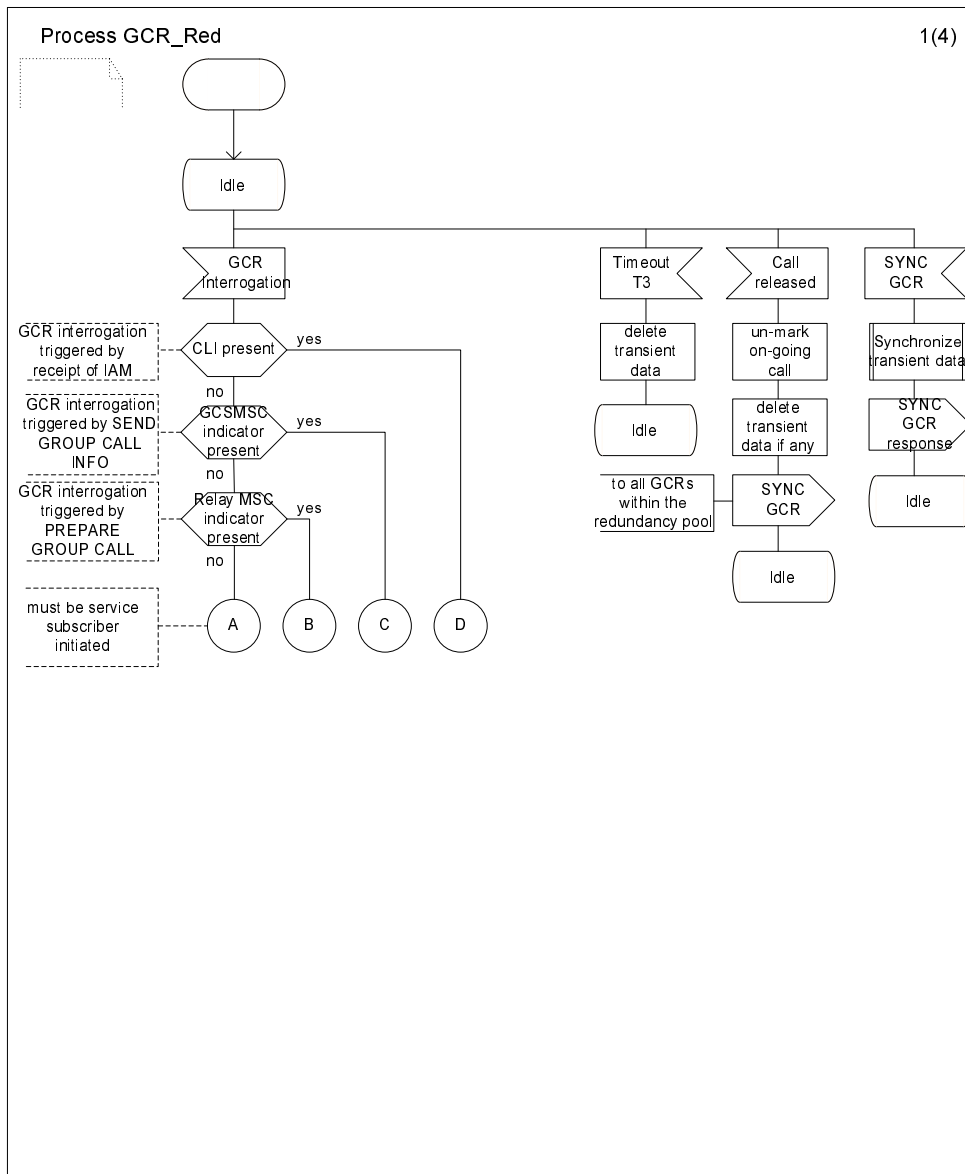 Process GCR_Red
1(4)
Idle
GCR
Interrogation
Timeout
T3
Call
released
SYNC
GCR
GCR interrogation
triggered by
receipt of IAM
CLI present
yes
no
delete
transient
data
un-mark
on-going
call
Synchronize
transient data
GCR interrogation
triggered by SEND
GROUP CALL
INFO
GCSMSC
indicator
present
yes
no
Idle
delete
transient
data if any
SYNC
GCR
response
GCR interrogation
triggered by
PREPARE
GROUP CALL
Relay MSC
indicator
present
yes
no
to all GCRs
within the
redundancy pool
SYNC
GCR
Idle
Idle
must be service
subscriber
initiated
A
B
C
D